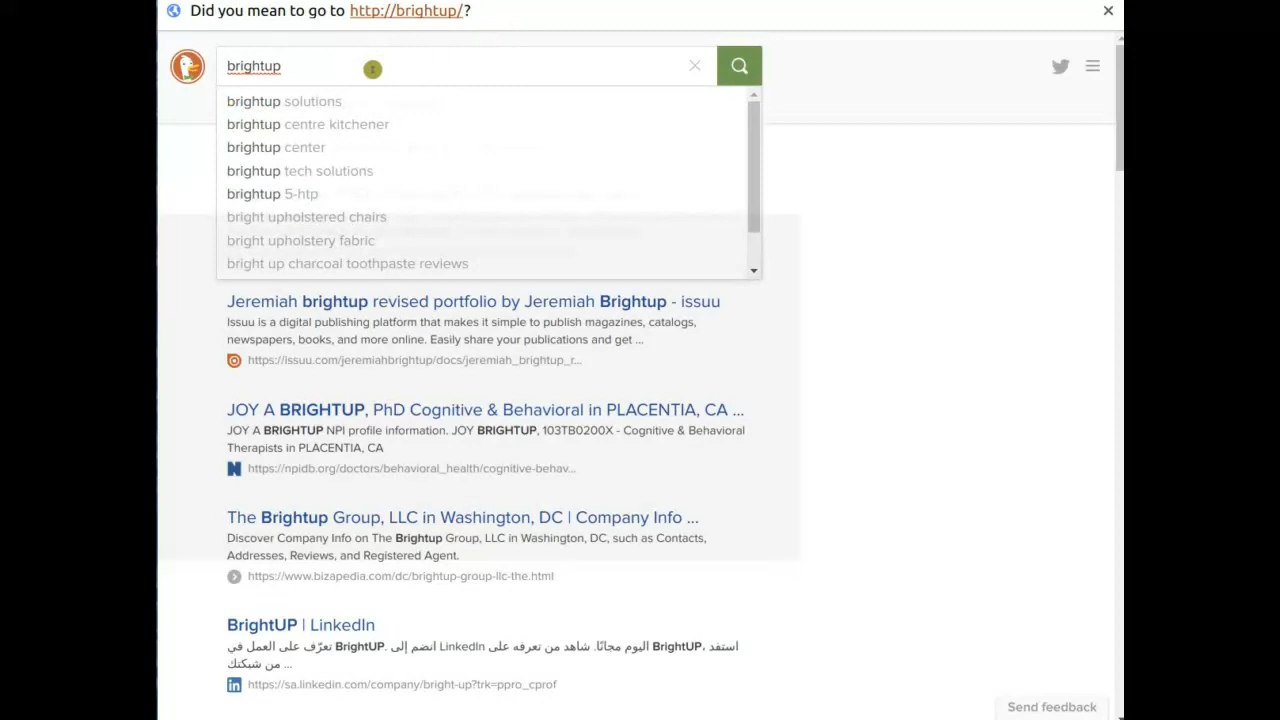 Did you mean to go to http://brightup/?
brightup
brightup solutions
brightup centre kitchener
brightup center
brightup tech solutions
brightup 5-htp
bright upholstered chairs
bright upholstery fabric
bright up charcoal toothpaste reviews
Jeremiah brightup revised portfolio by Jeremiah Brightup - issuu
Issuu is a digital publishing platform that makes it simple to publish magazines, catalogs,
newspapers, books, and more online. Easily share your publications and get ...
https://issuu.com/jeremiahbrightup/docs/jeremiah_brightup_r...
JOY A BRIGHTUP, PhD Cognitive & Behavioral in PLACENTIA, CA ...
JOY A BRIGHTUP NPI profile information. JOY BRIGHTUP, 103TB0200X - Cognitive & Behavioral
Therapists in PLACENTIA, CA
https://npidb.org/doctors/behavioral_health/cognitive-behav...
The Brightup Group, LLC in Washington, DC | Company Info ...
Discover Company Info on The Brightup Group, LLC in Washington, DC, such as Contacts,
Addresses, Reviews, and Registered Agent.
https://www.bizapedia.com/dc/brightup-group-llc-the.html
BrightUP | LinkedIn
تعرّف على العمل في BrightUP. انضم إلى LinkedIn اليوم مجانًا. شاهد من تعرفه على BrightUP، استفد
من شبكتك ...
https://sa.linkedin.com/company/bright-up?trk=ppro_cprof
Send feedback